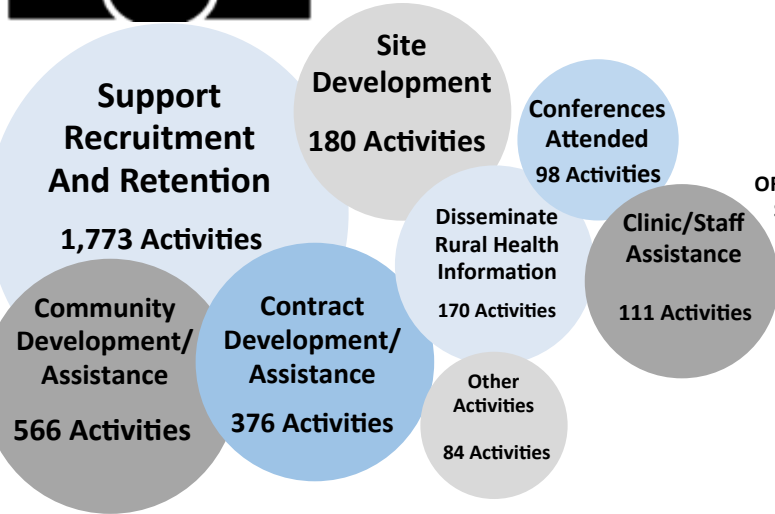 Support
Recruitment
And Retention
1,773 Activities
Site
Development
180 Activities
Conferences
Attended
98 Activities
Disseminate
Rural Health
Information
170 Activities
Clinic/Staff
Assistance
111 Activities
Community
Development/
Assistance
566 Activities
Contract
Development/
Assistance
376 Activities
Other
Activities
84 Activities